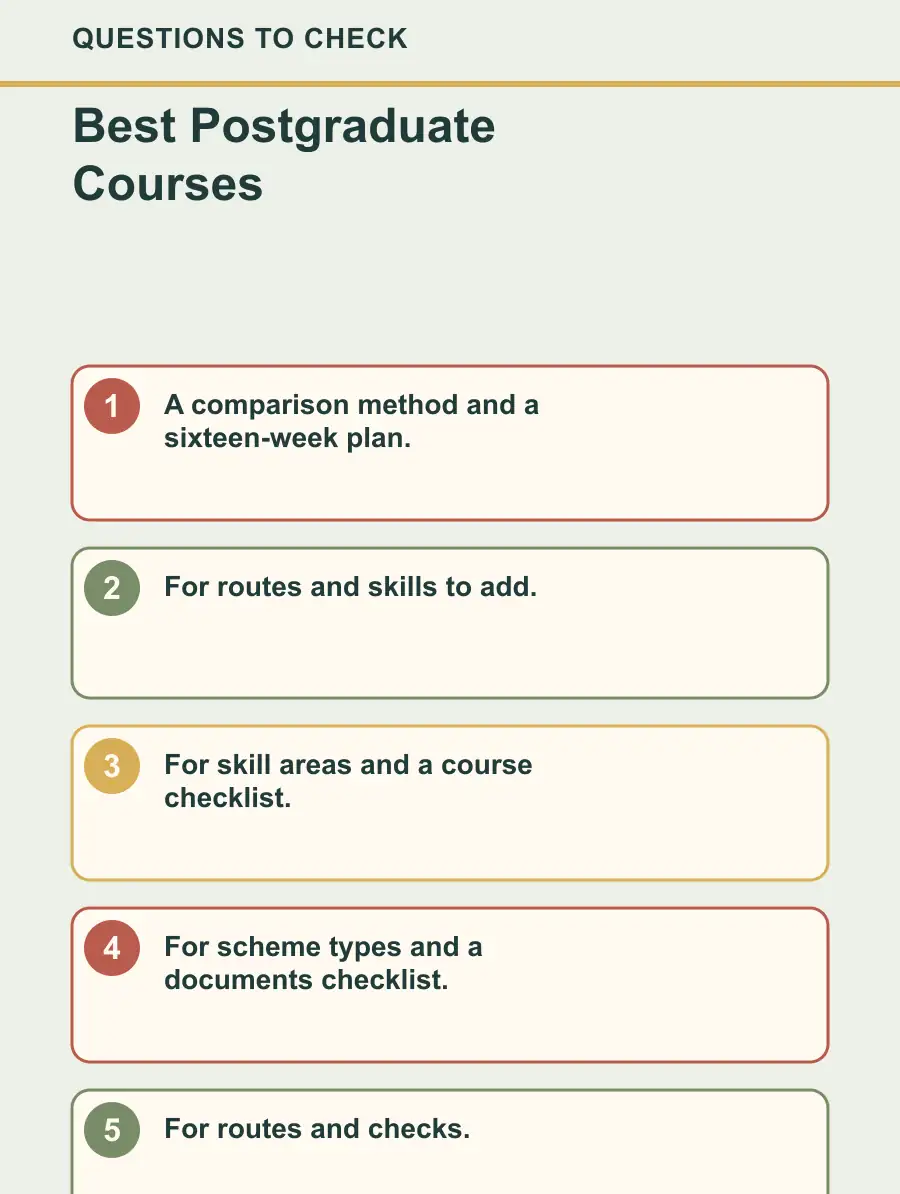 QUESTIONS TO CHECK
Best Postgraduate
Courses
1
A comparison method and a
sixteen-week plan.
2
For routes and skills to add.
3
For skill areas and a course
checklist.
4
For scheme types and a
documents checklist.
5
For routes and checks.